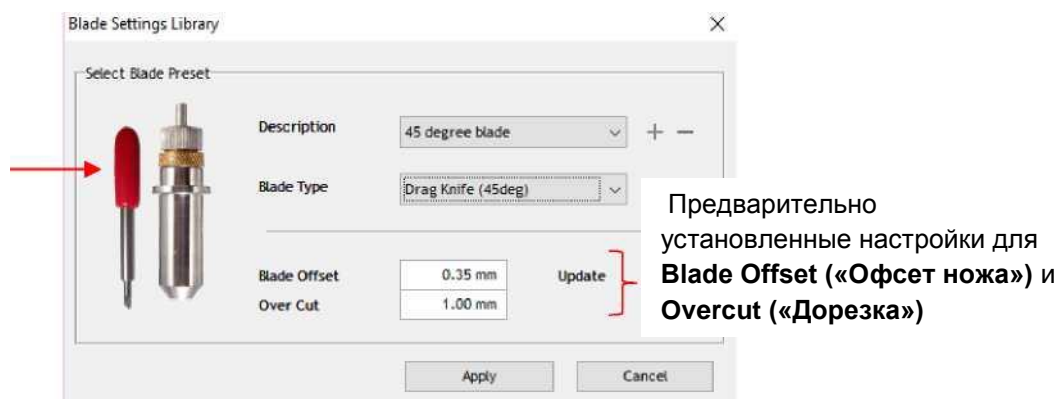 Blade Settings Library
Select Blade Preset
Description
45 degree blade
Blade Type
Drag Knife (45deg)
Blade Offset
0.35 mm
Update
Over Cut
1.00 mm
Предварительно
установленные настройки для
Blade Offset («Офсет ножа») и
Overcut («Дорезка»)
Apply
Cancel